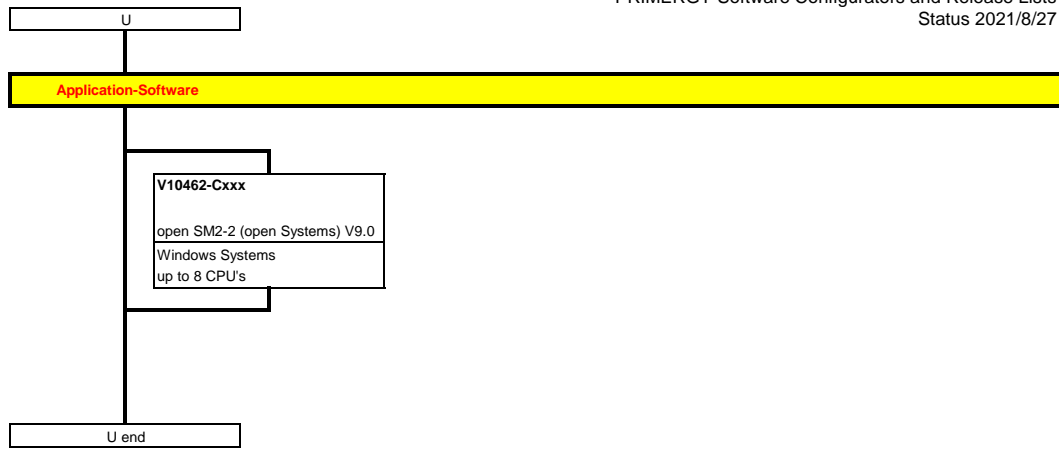 PRIMERGY Software Configurators and Release Lists
Status 2021/8/27
U
Application-Software
V10462-Cxxx
open SM2-2 (open Systems) V9.0
Windows Systems
up to 8 CPU's
U end